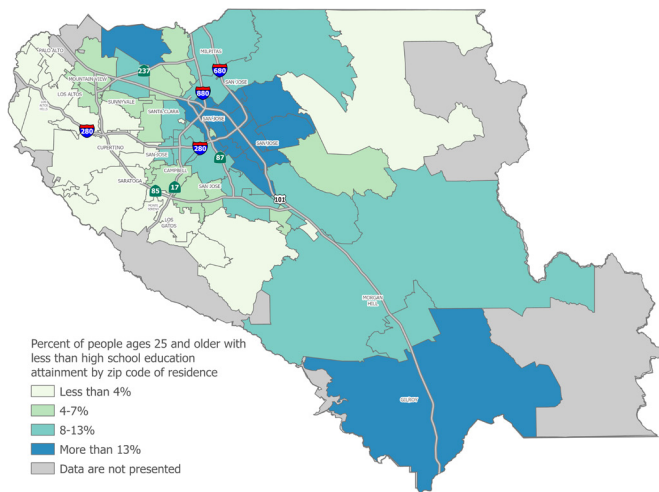 PALO ALTO
MILPITAS
237
680
MOUNTAIN VIEW
SAN JOSE
LOS ALTOS
880
SUNNYVALE
SANTA CLARA
SAN JOSE
280
SAN JOSE
280
CUPERTINO
SAN JOSE
87
CAMPBELL
SARATOGA
SAN JOSE
85
17
101
LOS
GATOS
MORGAN
HILL
GILROY
Percent of people ages 25 and older with
less than high school education
attainment by zip code of residence
Less than 4%
4-7%
8-13%
More than 13%
Data are not presented